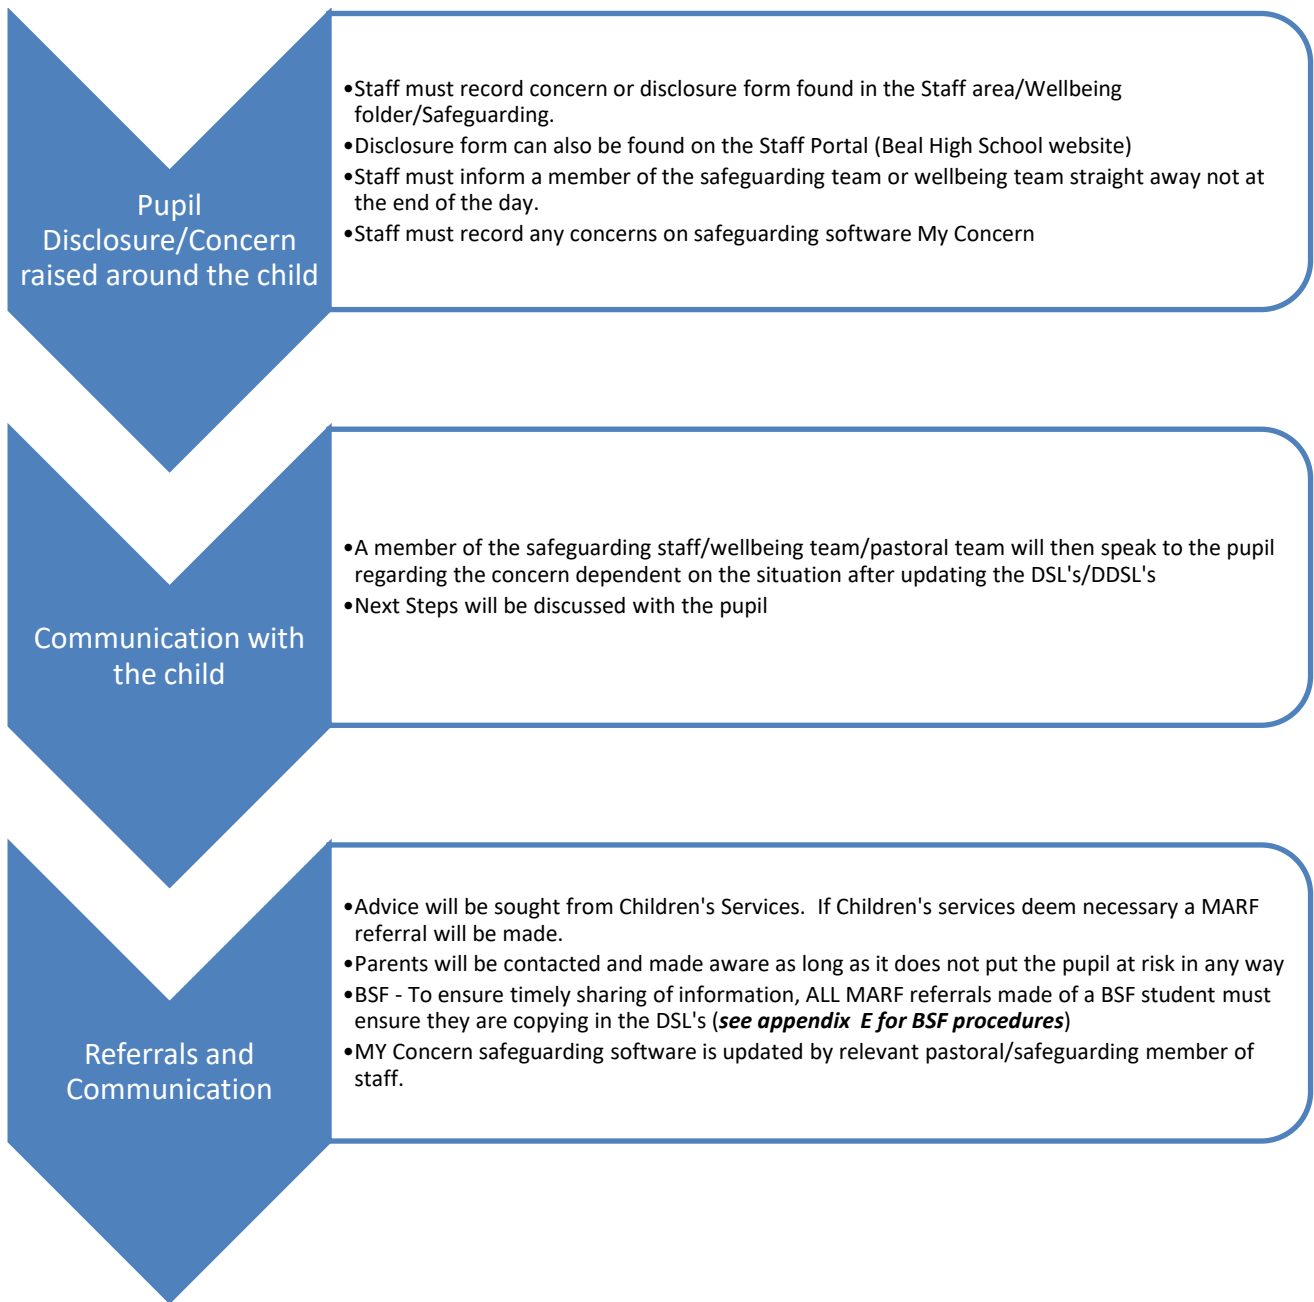 Pupil
Disclosure/Concern
raised around the child
•Staff must record concern or disclosure form found in the Staff area/Wellbeing
folder/Safeguarding.
•Disclosure form can also be found on the Staff Portal (Beal High School website)
•Staff must inform a member of the safeguarding team or wellbeing team straight away not at
the end of the day.
•Staff must record any concerns on safeguarding software My Concern
Communication with
the child
•A member of the safeguarding staff/wellbeing team/pastoral team will then speak to the pupil
regarding the concern dependent on the situation after updating the DSL's/DDSL's
•Next Steps will be discussed with the pupil
Referrals and
Communication
•Advice will be sought from Children's Services.  If Children's services deem necessary a MARF
referral will be made.
•Parents will be contacted and made aware as long as it does not put the pupil at risk in any way
•BSF - To ensure timely sharing of information, ALL MARF referrals made of a BSF student must
ensure they are copying in the DSL's (see appendix  E for BSF procedures)
•MY Concern safeguarding software is updated by relevant pastoral/safeguarding member of
staff.